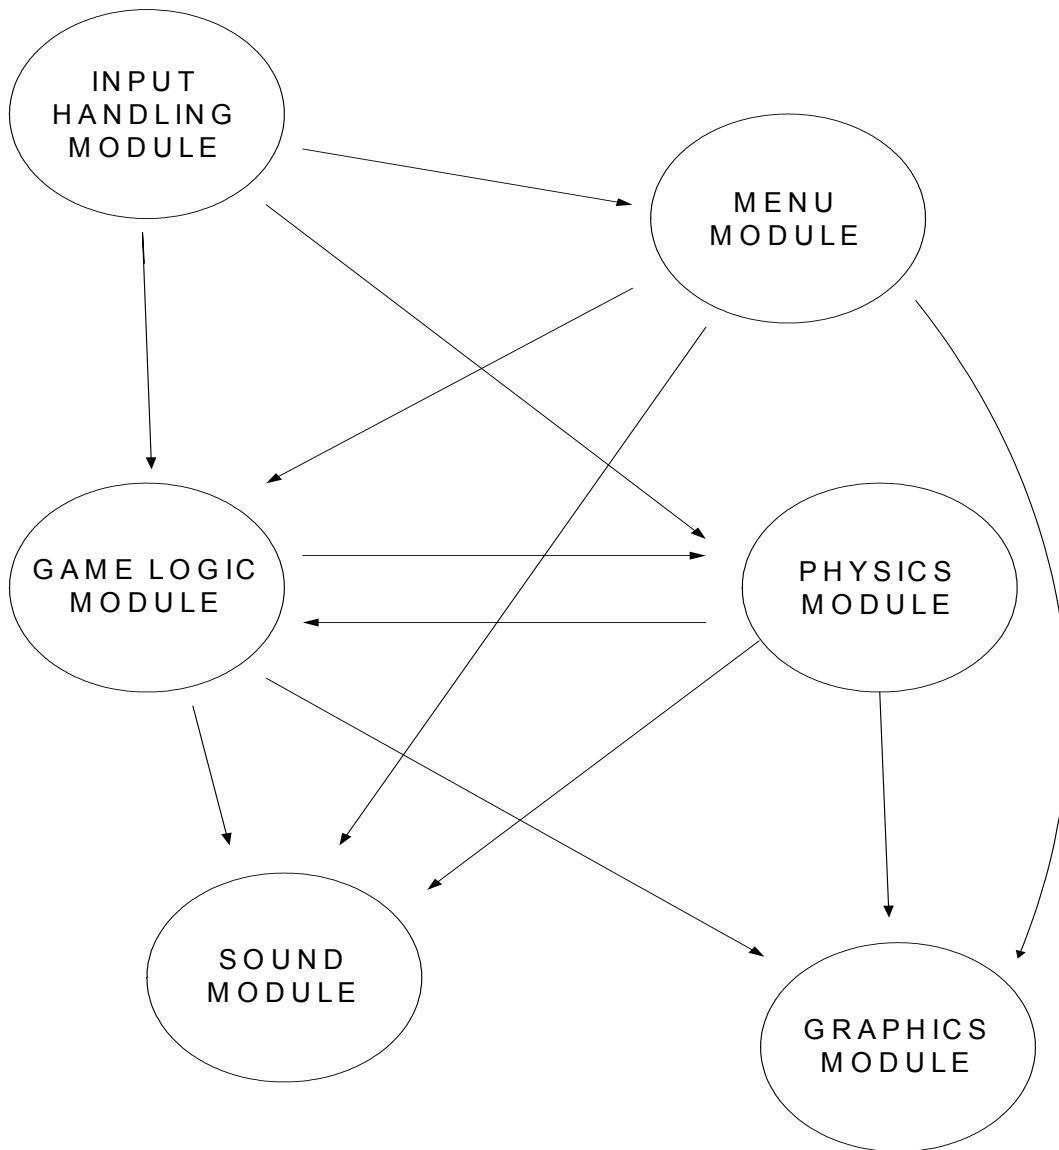 INPUT
HANDLING
MODULE
MENU
MODULE
GAME LOGIC
MODULE
PHYSICS
MODULE
SOUND
MODULE
GRAPHICS
MODULE